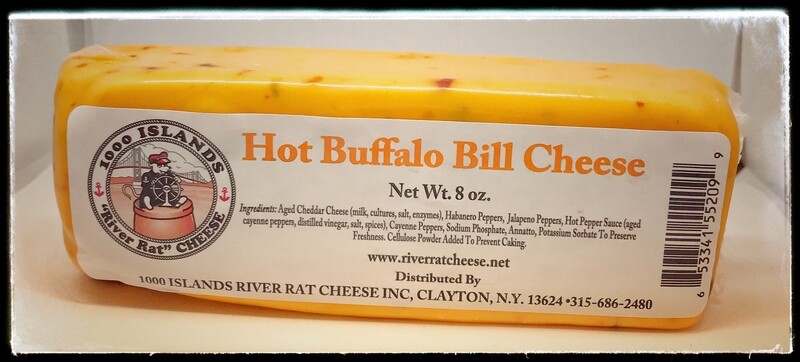 1000 ISLANDS
"River Rat" CHEESE
Hot Buffalo Bill Cheese
Net Wt. 8 oz.
Ingredients: Aged Cheddar Cheese (milk, cultures, salt, enzymes), Habanero Peppers, Jalapeno Peppers, Hot Pepper Sauce (aged
cayenne peppers, distilled vinegar, salt, spices), Cayenne Peppers, Sodium Phosphate, Annatto, Potassium Sorbate To Preserve
Freshness. Cellulose Powder Added To Prevent Caking.
www.riverratcheese.net
Distributed By
1000 ISLANDS RIVER RAT CHEESE INC, CLAYTON, N.Y. 13624 •315-686-2480
6 53341 55209 9